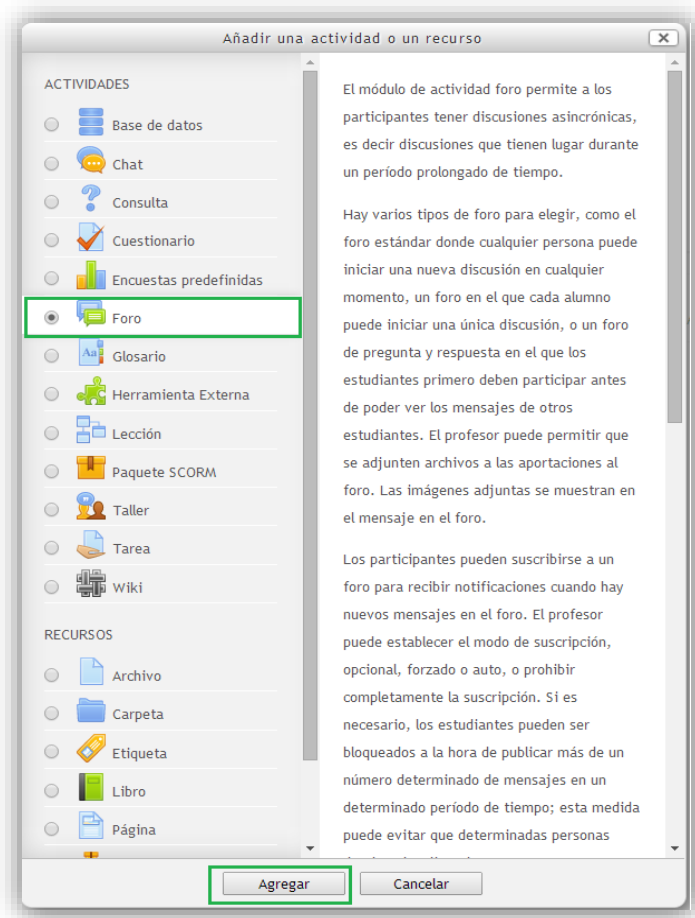 Añadir una actividad o un recurso
ACTIVIDADES
Base de datos
Chat
Consulta
Cuestionario
Encuestas predefinidas
Foro
Glosario
Herramienta Externa
Lección
Paquete SCORM
Taller
Tarea
Wiki
RECURSOS
Archivo
Carpeta
Etiqueta
Libro
Página
El módulo de actividad foro permite a los
participantes tener discusiones asincrónicas,
es decir discusiones que tienen lugar durante
un período prolongado de tiempo.
Hay varios tipos de foro para elegir, como el
foro estándar donde cualquier persona puede
iniciar una nueva discusión en cualquier
momento, un foro en el que cada alumno
puede iniciar una única discusión, o un foro
de pregunta y respuesta en el que los
estudiantes primero deben participar antes
de poder ver los mensajes de otros
estudiantes. El profesor puede permitir que
se adjunten archivos a las aportaciones al
foro. Las imágenes adjuntas se muestran en
el mensaje en el foro.
Los participantes pueden suscribirse a un
foro para recibir notificaciones cuando hay
nuevos mensajes en el foro. El profesor
puede establecer el modo de suscripción,
opcional, forzado o auto, o prohibir
completamente la suscripción. Si es
necesario, los estudiantes pueden ser
bloqueados a la hora de publicar más de un
número determinado de mensajes en un
determinado período de tiempo; esta medida
puede evitar que determinadas personas
Agregar
Cancelar